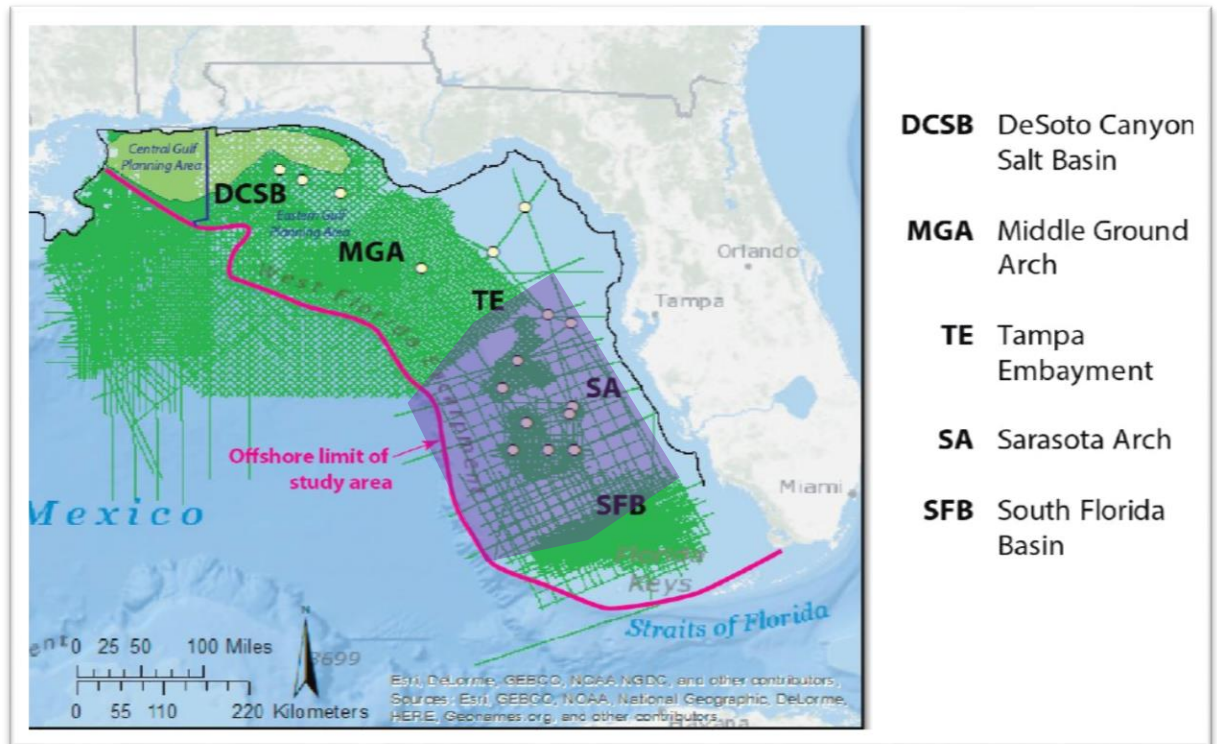 Central Gulf
Planning Area
DCSB
Eastern Gulf
Planning Area
MGA
West Florida
Escarpment
TE
SA
SFB
Orlando
Tampa
Miami
Offshore limit of
study area
Mexico
Florida
Keys
Straits of Florida
N
0 25 50 100 Miles
0 55 110 220 Kilometers
3699
Esri, DeLorme, GEBCO, NOAA NGDC, and other contributors,
Sources: Esri, GEBCO, NOAA, National Geographic, DeLorme,
HERE, Geonames.org, and other contributors
Havana
DCSB DeSoto Canyon
Salt Basin
MGA Middle Ground
Arch
TE Tampa
Embayment
SA Sarasota Arch
SFB South Florida
Basin